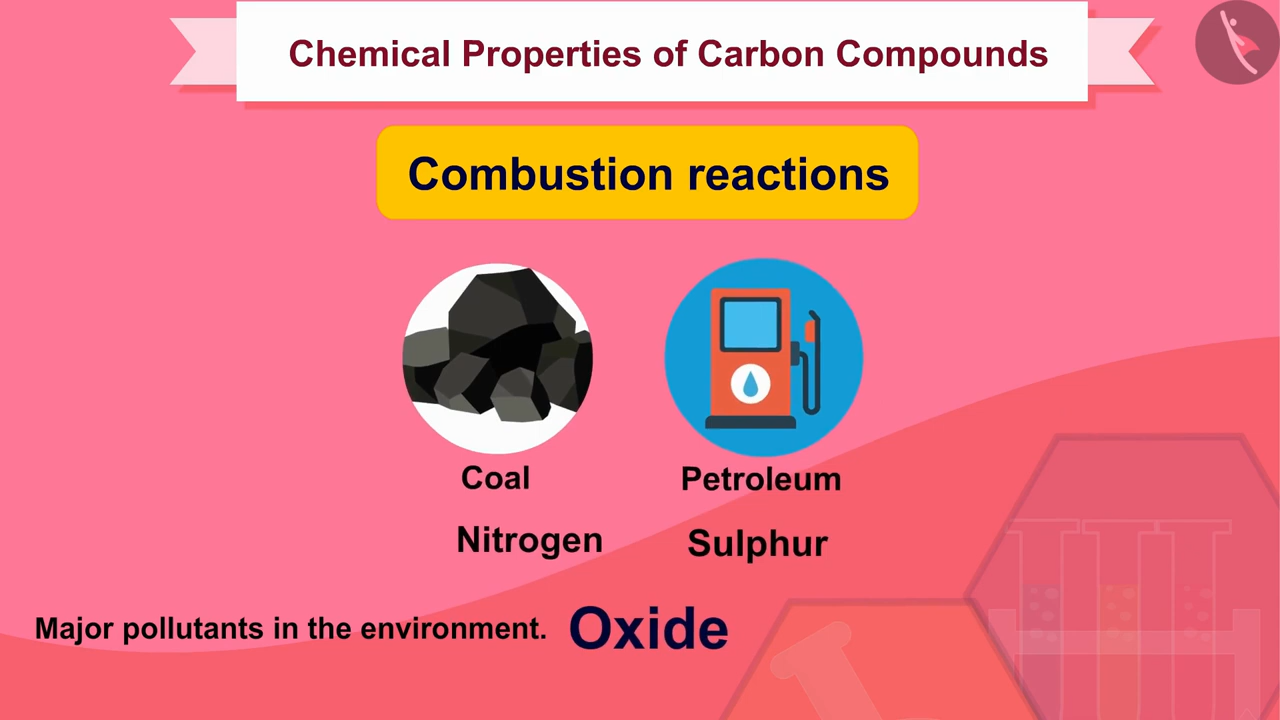 Chemical Properties of Carbon Compounds
Combustion reactions
Coal
Petroleum
Nitrogen
Sulphur
Major pollutants in the environment.
Oxide